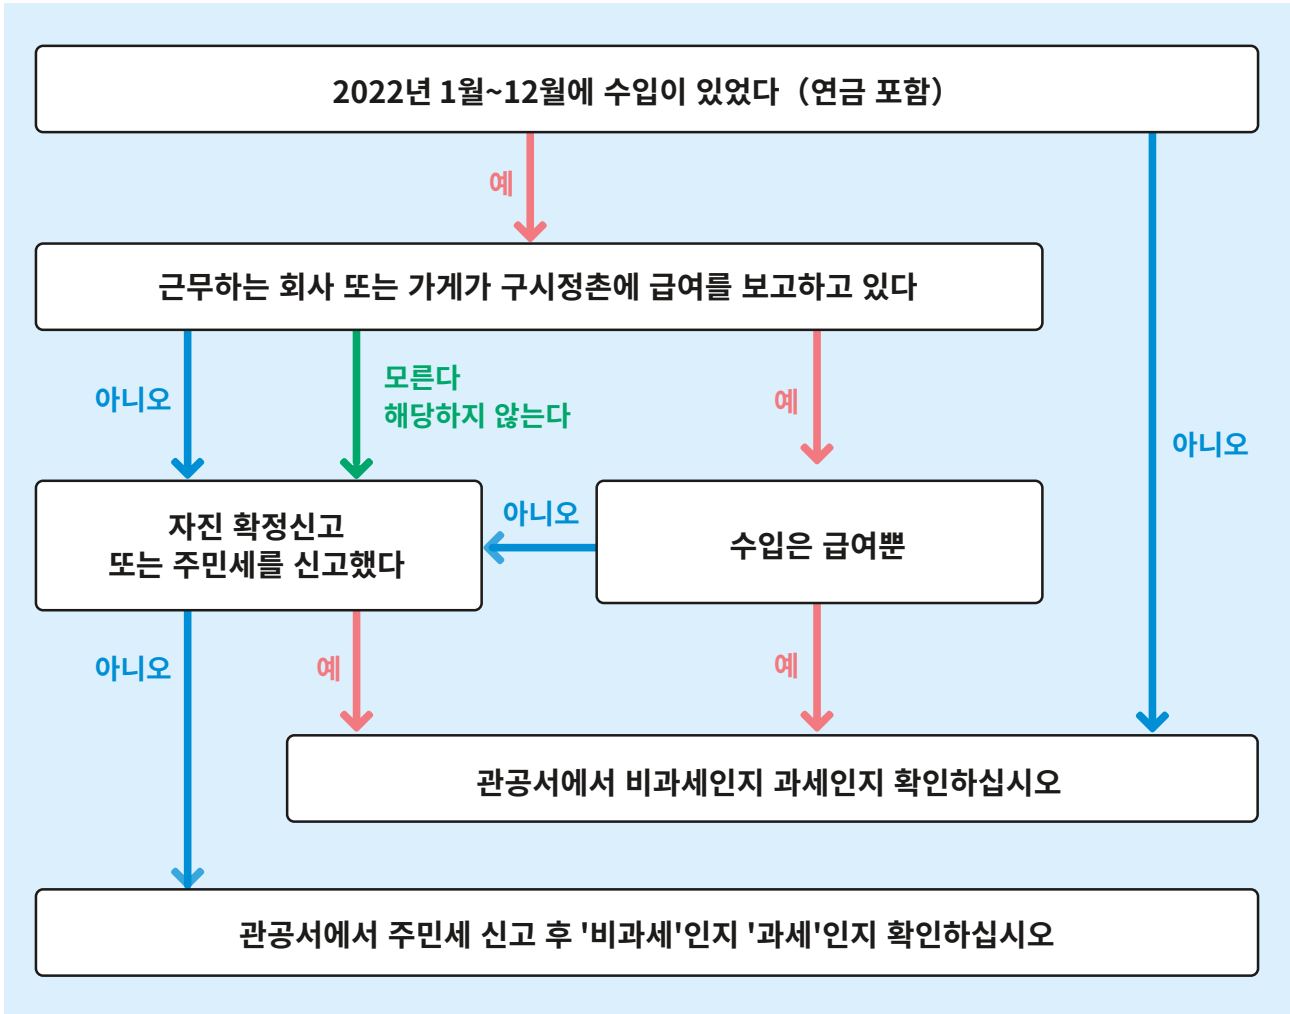 2022년 1월~12월에 수입이 있었다（연금 포함）
예
근무하는 회사 또는 가게가 구시정촌에 급여를 보고하고 있다
아니오
모른다
해당하지 않는다
예
아니오
자진 확정신고
또는 주민세를 신고했다
아니오
수입은 급여뿐
아니오
예
예
관공서에서 비과세인지 과세인지 확인하십시오
관공서에서 주민세 신고 후 '비과세'인지 '과세'인지 확인하십시오